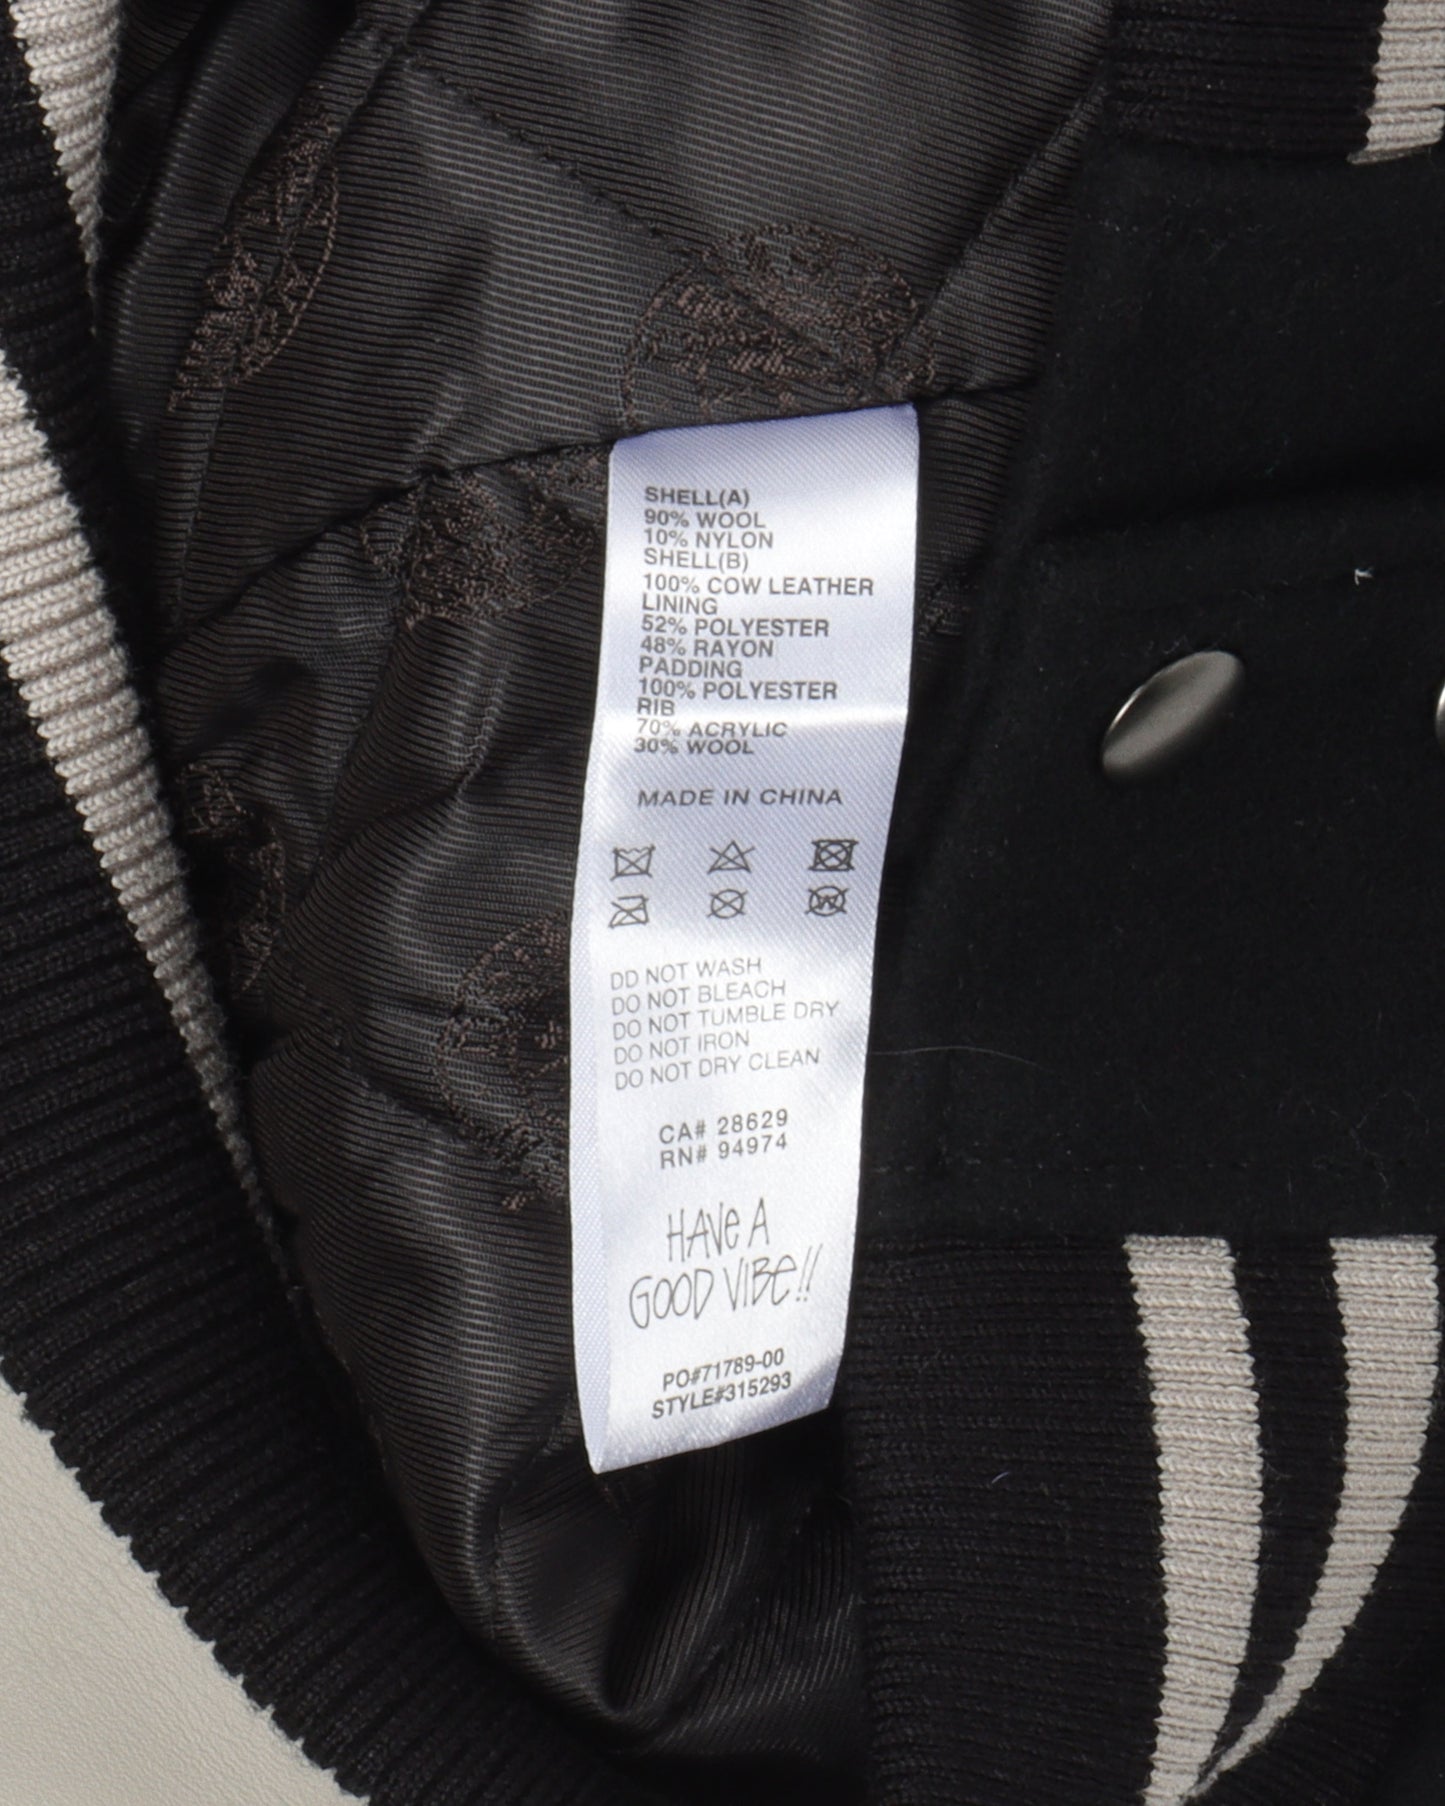 SHELL(A)
90% WOOL
10% NYLON
SHELL(B)
100% COW LEATHER
LINING
52% POLYESTER
48% RAYON
PADDING
100% POLYESTER
RIB
70% ACRYLIC
30% WOOL
MADE IN CHINA
W
DO NOT WASH
DO NOT BLEACH
DO NOT TUMBLE DRY
DO NOT IRON
DO NOT DRY CLEAN
CA# 28629
RN# 94974
HAVE A
GOOD VIBE!!
PO#71789-00
STYLE#315293